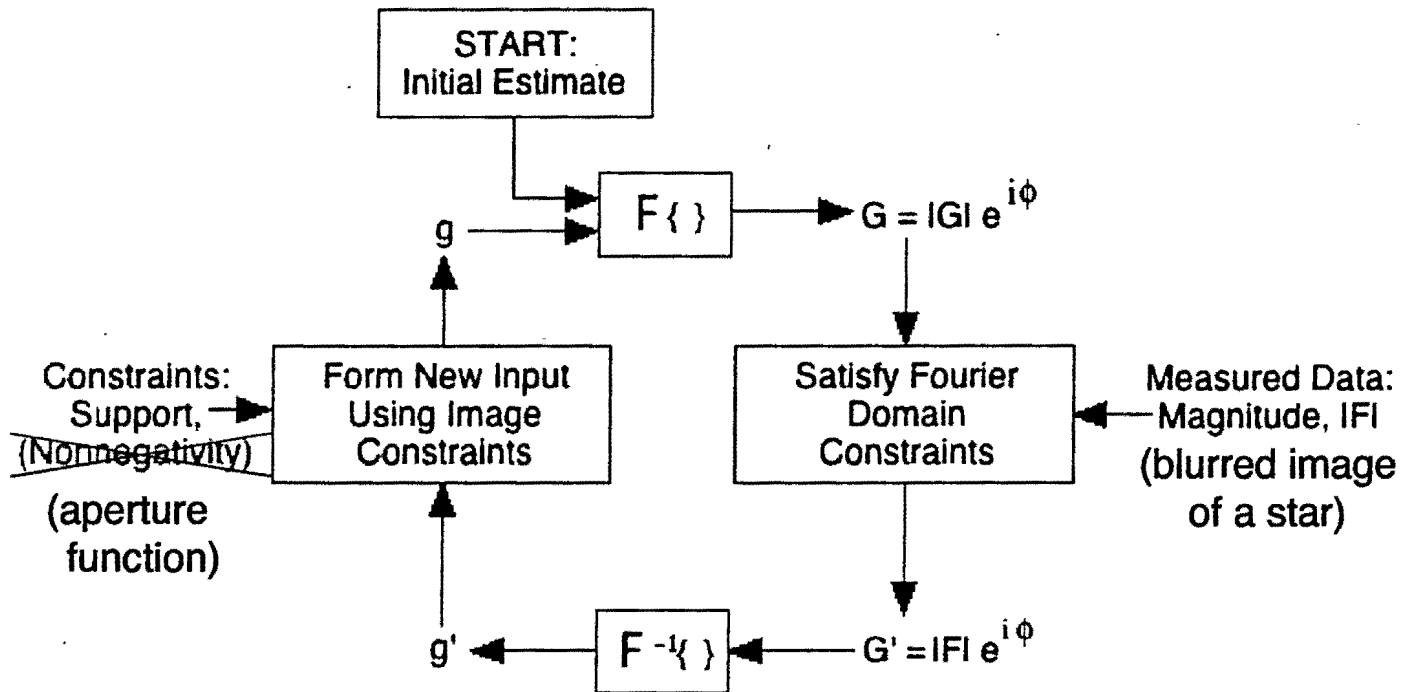 START:
Initial Estimate
F { }
G = |G| e^{iϕ}
g
Constraints:
Support,
(Nonnegativity)
(aperture
function)
Form New Input
Using Image
Constraints
Satisfy Fourier
Domain
Constraints
Measured Data:
Magnitude, |F|
(blurred image
of a star)
g'
F^{-1}{ }
G' = |F| e^{iϕ}